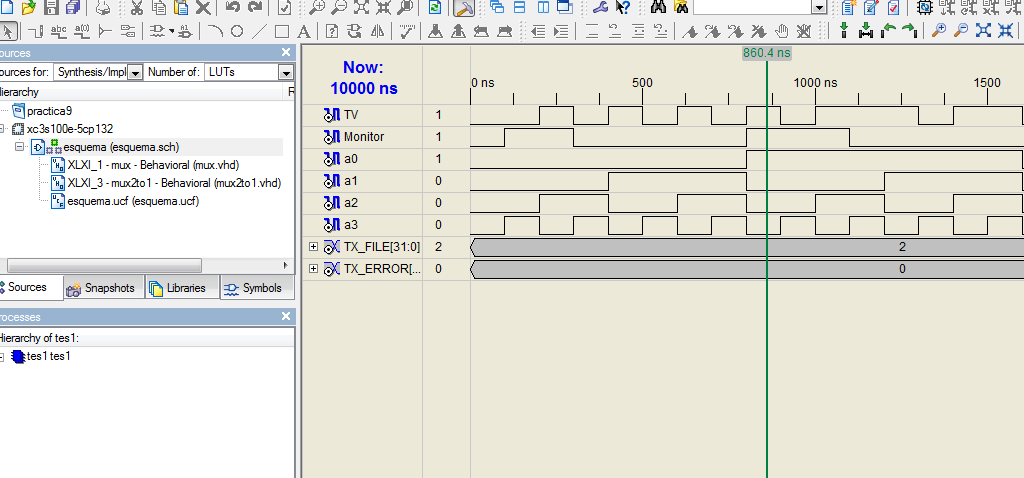 ources
ources for: Synthesis/Impl Number of: LUTs
Hierarchy R
practica9
xc3s100e-5cp132
esquema (esquema.sch)
XLXI_1 - mux - Behavioral (mux.vhd)
XLXI_3 - mux2to1 - Behavioral (mux2to1.vhd)
esquema.ucf (esquema.ucf)
Sources Snapshots Libraries Symbols
rocesses
Hierarchy of tes1:
tes1 tes1
860.4 ns
Now:
10000 ns
0 ns 500 1000 ns 1500
TV 1
Monitor 1
a0 1
a1 0
a2 0
a3 0
TX_FILE[31:0] 2 2
TX_ERROR[... 0 0